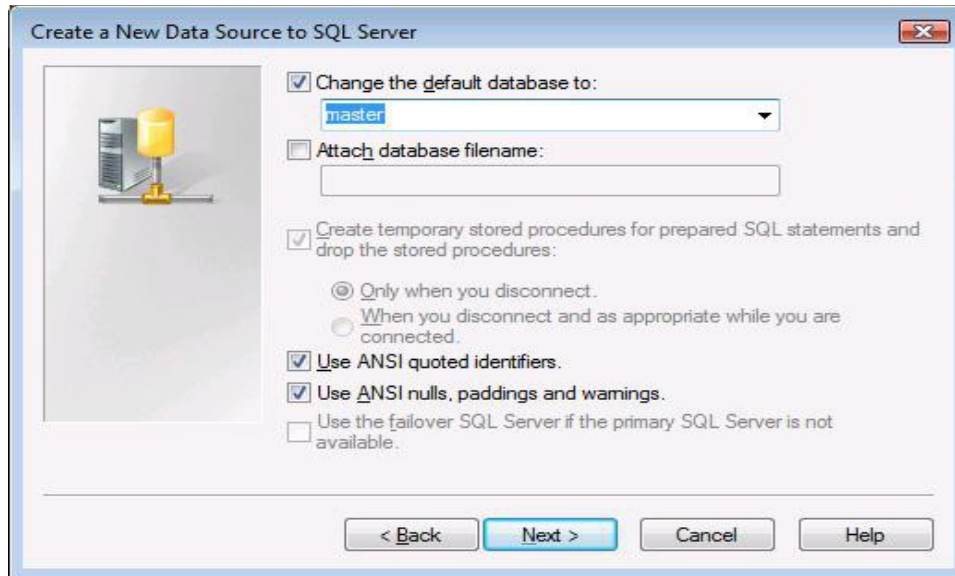 Create a New Data Source to SQL Server
Change the default database to:
master
Attach database filename:
Create temporary stored procedures for prepared SQL statements and
drop the stored procedures:
Only when you disconnect.
When you disconnect and as appropriate while you are
connected.
Use ANSI quoted identifiers.
Use ANSI nulls, paddings and warnings.
Use the failover SQL Server if the primary SQL Server is not
available.
< Back
Next >
Cancel
Help